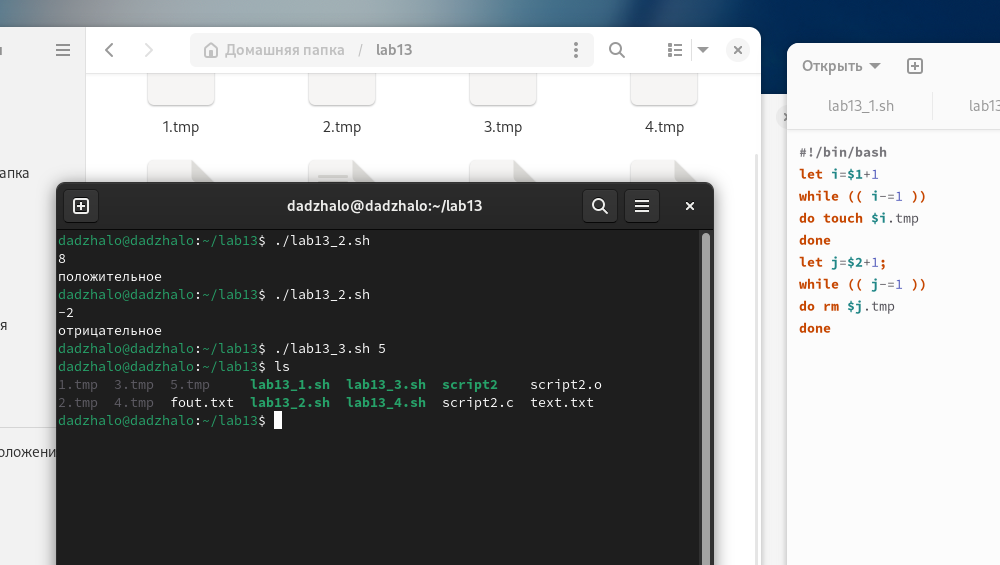 Домашняя папка / lab13
1.tmp 2.tmp 3.tmp 4.tmp
апка
я
оложени
dadzhalo@dadzhalo:~/lab13
dadzhalo@dadzhalo:~/lab13$ ./lab13_2.sh
8
положительное
dadzhalo@dadzhalo:~/lab13$ ./lab13_2.sh
-2
отрицательное
dadzhalo@dadzhalo:~/lab13$ ./lab13_3.sh 5
dadzhalo@dadzhalo:~/lab13$ ls
1.tmp 3.tmp 5.tmp lab13_1.sh lab13_3.sh script2 script2.o
2.tmp 4.tmp fout.txt lab13_2.sh lab13_4.sh script2.c text.txt
dadzhalo@dadzhalo:~/lab13$
Открыть
lab13_1.sh lab13
#!/bin/bash
let i=$1+1
while (( i-=1 ))
do touch $i.tmp
done
let j=$2+1;
while (( j-=1 ))
do rm $j.tmp
done